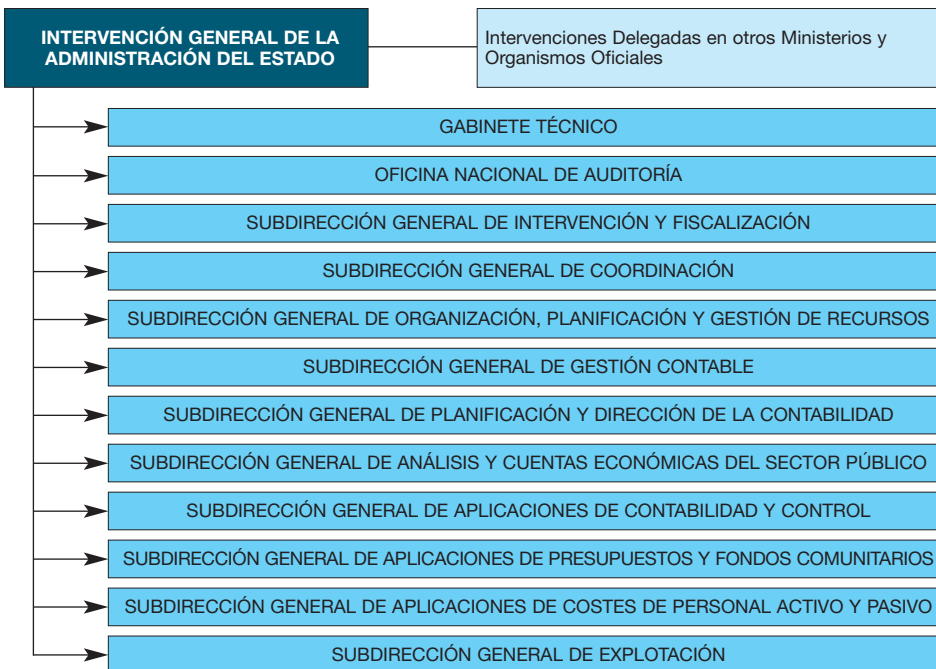 INTERVENCIÓN GENERAL DE LA
ADMINISTRACIÓN DEL ESTADO
Intervenciones Delegadas en otros Ministerios y
Organismos Oficiales
GABINETE TÉCNICO
OFICINA NACIONAL DE AUDITORÍA
SUBDIRECCIÓN GENERAL DE INTERVENCIÓN Y FISCALIZACIÓN
SUBDIRECCIÓN GENERAL DE COORDINACIÓN
SUBDIRECCIÓN GENERAL DE ORGANIZACIÓN, PLANIFICACIÓN Y GESTIÓN DE RECURSOS
SUBDIRECCIÓN GENERAL DE GESTIÓN CONTABLE
SUBDIRECCIÓN GENERAL DE PLANIFICACIÓN Y DIRECCIÓN DE LA CONTABILIDAD
SUBDIRECCIÓN GENERAL DE ANÁLISIS Y CUENTAS ECONÓMICAS DEL SECTOR PÚBLICO
SUBDIRECCIÓN GENERAL DE APLICACIONES DE CONTABILIDAD Y CONTROL
SUBDIRECCIÓN GENERAL DE APLICACIONES DE PRESUPUESTOS Y FONDOS COMUNITARIOS
SUBDIRECCIÓN GENERAL DE APLICACIONES DE COSTES DE PERSONAL ACTIVO Y PASIVO
SUBDIRECCIÓN GENERAL DE EXPLOTACIÓN